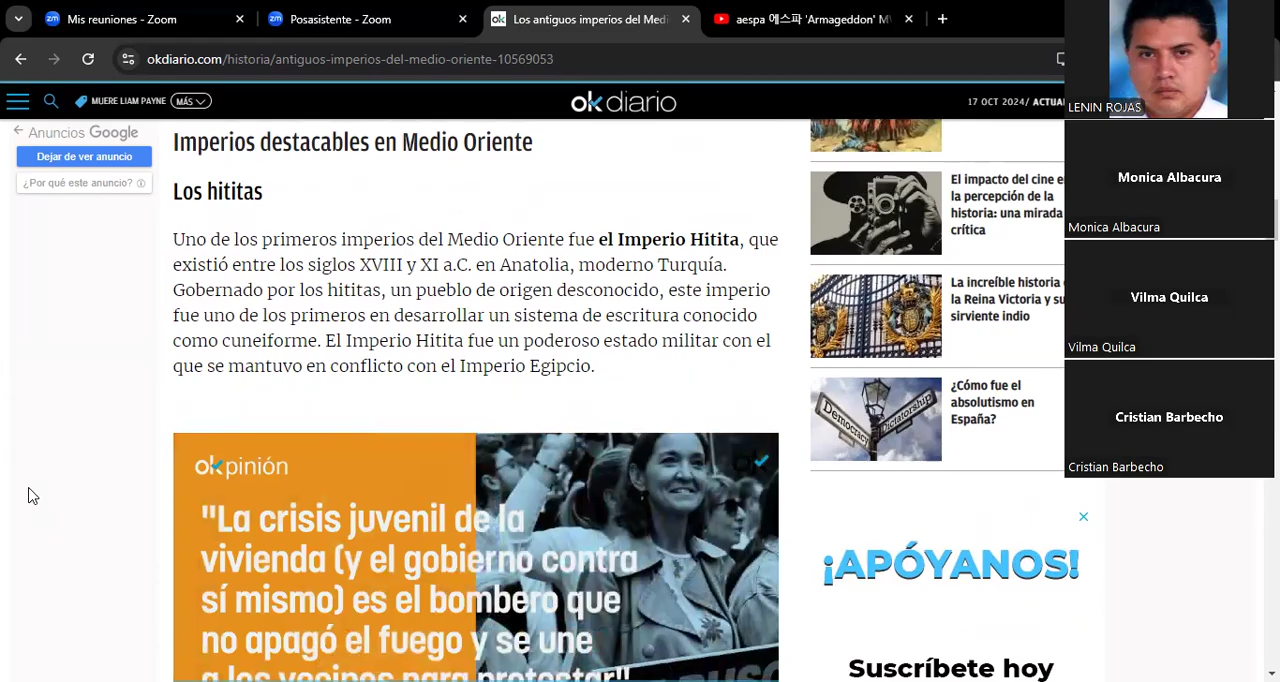 Mis reuniones - Zoom
Posasistente - Zoom
Los antiguos imperios del Medi
aespa 에스파 'Armageddon' M
okdiario.com/historia/antiguos-imperios-del-medio-oriente-10569053
MUERE LIAM PAYNE
MÁS
okdiario
17 OCT 2024/ ACTUA
Anuncios Google
Dejar de ver anuncio
¿Por qué este anuncio?
Imperios destacables en Medio Oriente
Los hititas
Uno de los primeros imperios del Medio Oriente fue el Imperio Hitita, que
existió entre los siglos XVIII y XI a.C. en Anatolia, moderno Turquía.
Gobernado por los hititas, un pueblo de origen desconocido, este imperio
fue uno de los primeros en desarrollar un sistema de escritura conocido
como cuneiforme. El Imperio Hitita fue un poderoso estado militar con el
que se mantuvo en conflicto con el Imperio Egipcio.
okpinión
"La crisis juvenil de la
vivienda (y el gobierno contra
sí mismo) es el bombero que
no apagó el fuego y se une
a los vecinos para protestar"
El impacto del cine en
la percepción de la
historia: una mirada
crítica
La increíble historia
la Reina Victoria y su
sirviente indio
Democracy
Dictatorship
¿Cómo fue el
absolutismo en
España?
¡APÓYANOS!
Suscríbete hoy
LENIN ROJAS
Monica Albacura
Monica Albacura
Vilma Quilca
Vilma Quilca
Cristian Barbecho
Cristian Barbecho